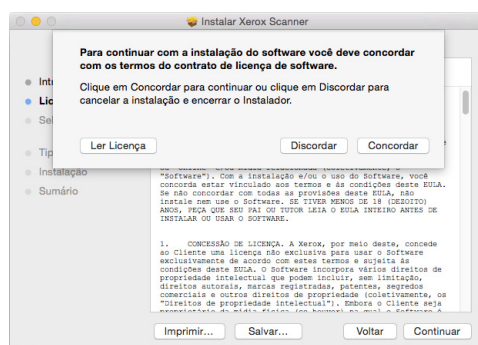 Instalar Xerox Scanner
Para continuar com a instalação do software você deve concordar
com os termos do contrato de licença de software.
Clique em Concordar para continuar ou clique em Discordar para
cancelar a instalação e encerrar o Instalador.
Ler Licença
Discordar
Concordar
Int
Lic
Sel
Tip
Instalação
Sumário
"Software"). Com a instalação e/ou o uso do Software, você
concorda estar vinculado aos termos e às condições deste EULA.
Se não concordar com todas as provisões deste EULA, não
instale nem use o Software. SE TIVER MENOS DE 18 (DEZOITO)
ANOS, PEÇA QUE SEU PAI OU TUTOR LEIA O EULA INTEIRO ANTES DE
INSTALAR OU USAR O SOFTWARE.
1. CONCESSÃO DE LICENÇA. A Xerox, por meio deste, concede
ao Cliente uma licença não exclusiva para usar o Software
exclusivamente de acordo com estes termos e sujeita às
condições deste EULA. O Software incorpora vários direitos de
propriedade intelectual que podem incluir, sem limitação,
direitos autorais, marcas registradas, patentes, segredos
comerciais e outros direitos de propriedade (coletivamente, os
"Direitos de propriedade intelectual"). Embora o Cliente seja
Imprimir...
Salvar...
Voltar
Continuar